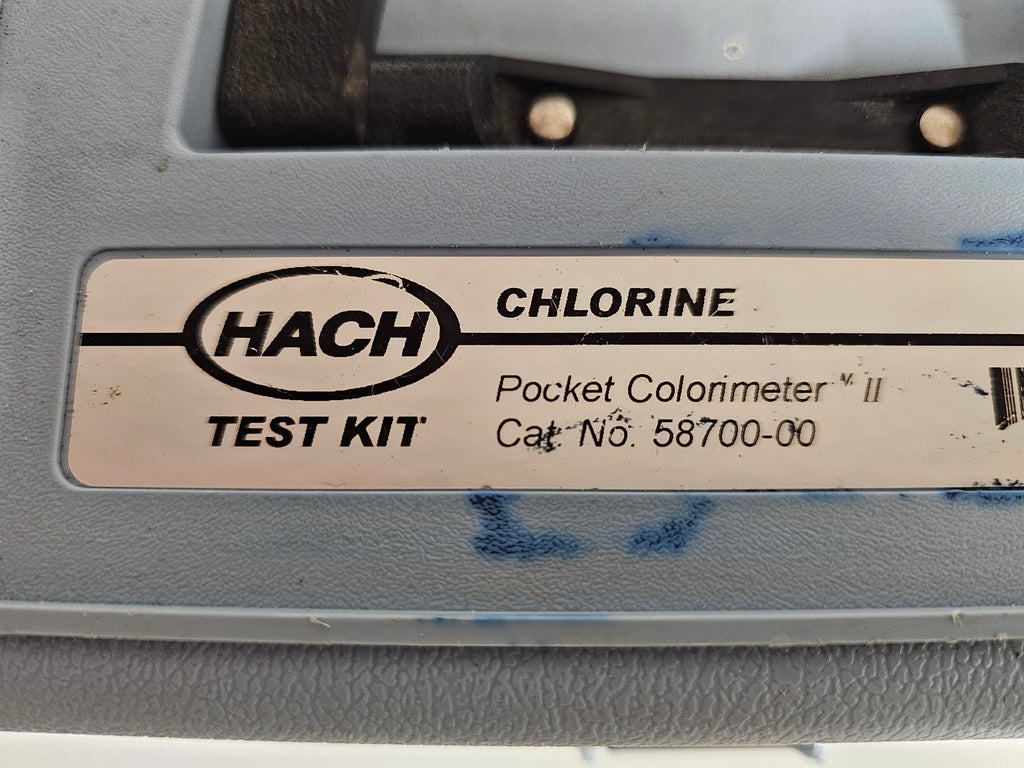 HACH
TEST KIT
CHLORINE
Pocket Colorimeter II
Cat. No. 58700-00